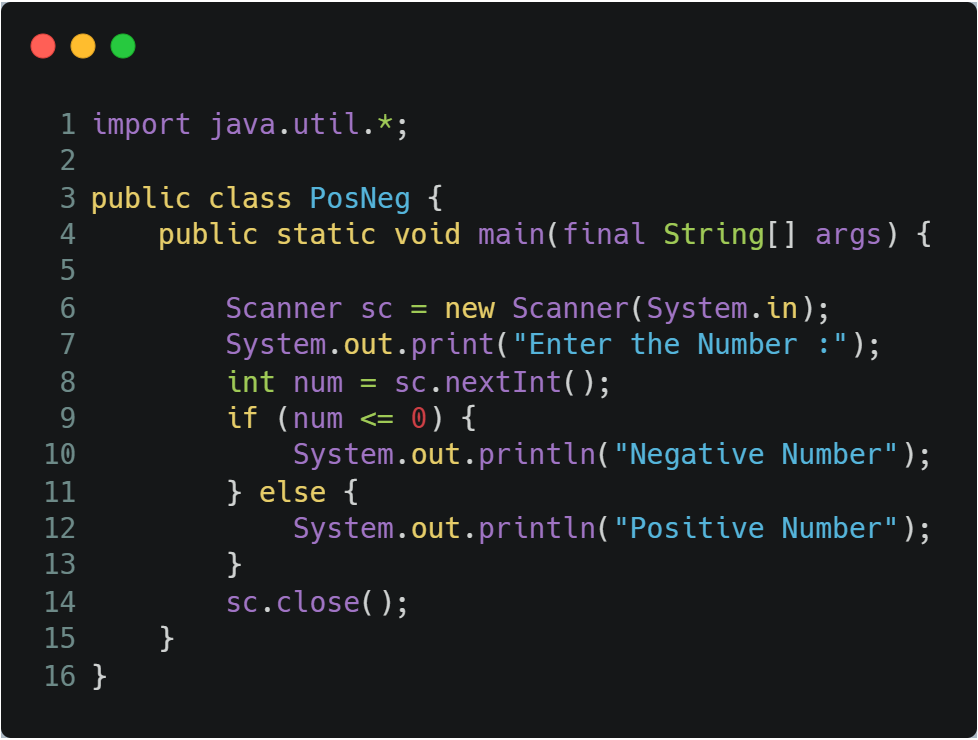 1 import java.util.*;
2
3 public class PosNeg {
4     public static void main(final String[] args) {
5
6         Scanner sc = new Scanner(System.in);
7         System.out.print("Enter the Number :");
8         int num = sc.nextInt();
9         if (num <= 0) {
10             System.out.println("Negative Number");
11         } else {
12             System.out.println("Positive Number");
13         }
14         sc.close();
15     }
16 }